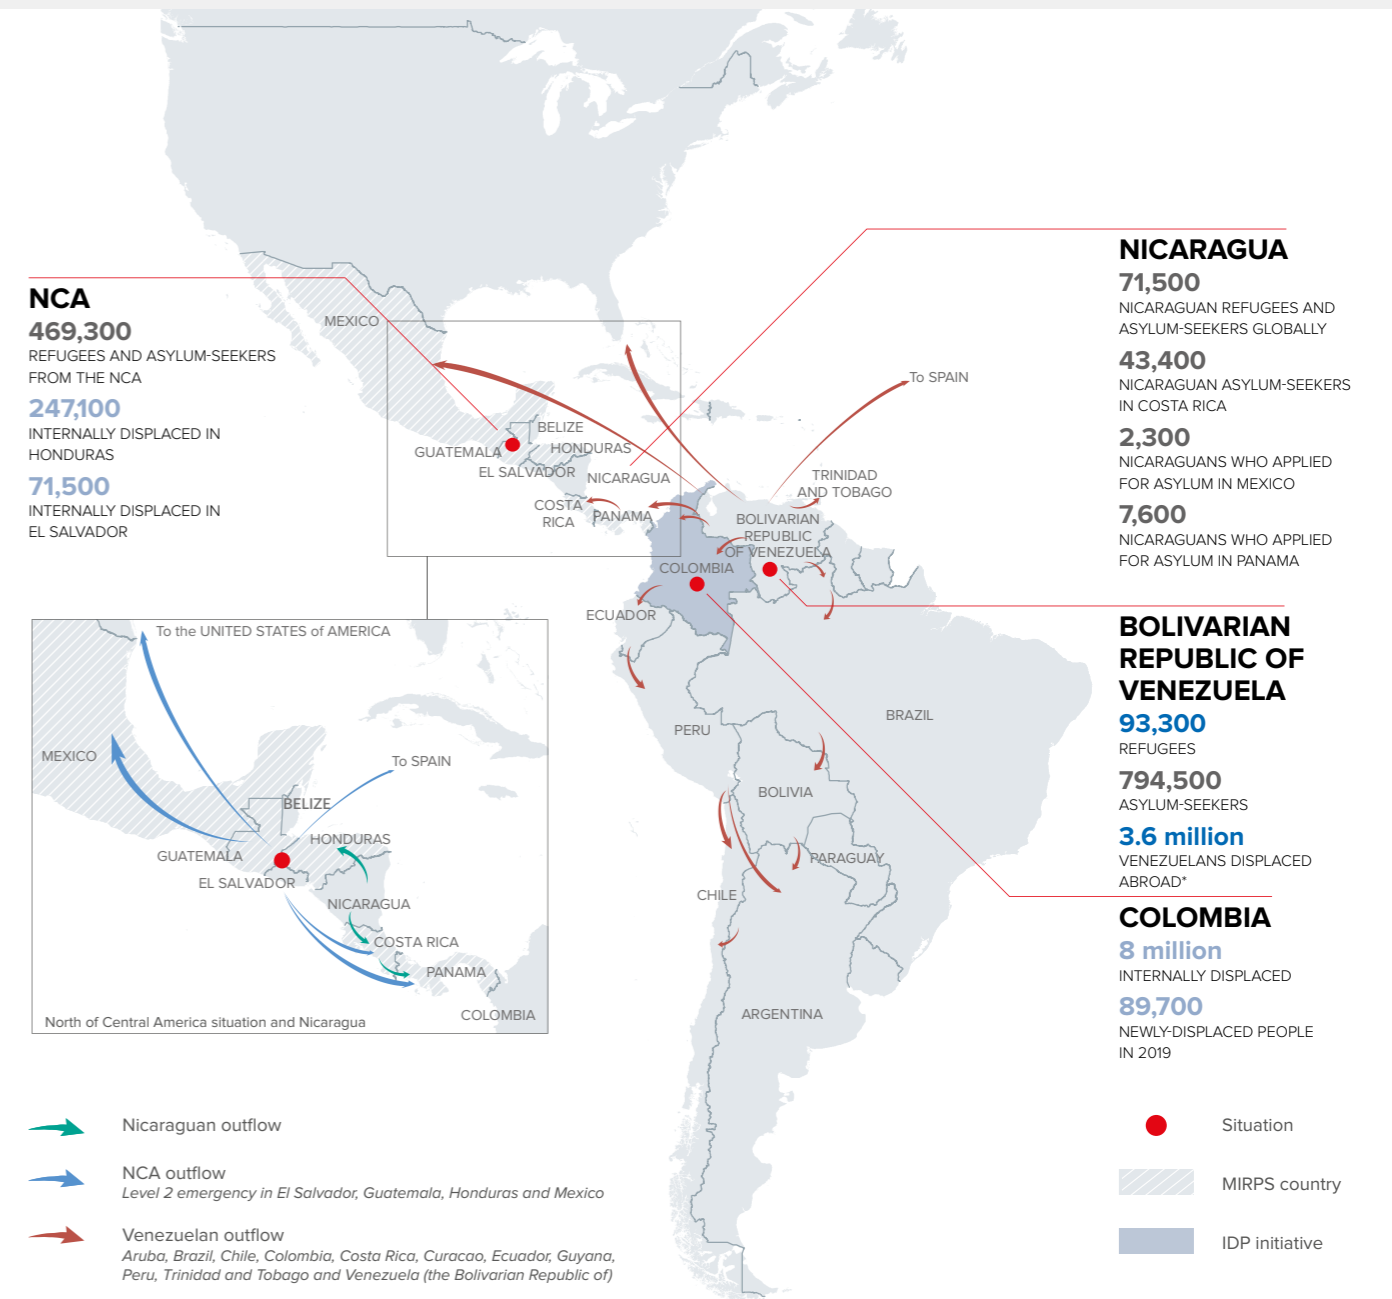 NCA
469,300
REFUGEES AND ASYLUM-SEEKERS
FROM THE NCA
247,100
INTERNALLY DISPLACED IN
HONDURAS
71,500
INTERNALLY DISPLACED IN
EL SALVADOR
MEXICO
BELIZE
GUATEMALA
HONDURAS
EL SALVADOR
NICARAGUA
COSTA
RICA
PANAMA
To SPAIN
TRINIDAD
AND TOBAGO
BOLIVARIAN
REPUBLIC
OF VENEZUELA
COLOMBIA
ECUADOR
PERU
BRAZIL
BOLIVIA
PARAGUAY
CHILE
ARGENTINA
NICARAGUA
71,500
NICARAGUAN REFUGEES AND
ASYLUM-SEEKERS GLOBALLY
43,400
NICARAGUAN ASYLUM-SEEKERS
IN COSTA RICA
2,300
NICARAGUANS WHO APPLIED
FOR ASYLUM IN MEXICO
7,600
NICARAGUANS WHO APPLIED
FOR ASYLUM IN PANAMA
BOLIVARIAN
REPUBLIC OF
VENEZUELA
93,300
REFUGEES
794,500
ASYLUM-SEEKERS
3.6 million
VENEZUELANS DISPLACED
ABROAD*
COLOMBIA
8 million
INTERNALLY DISPLACED
89,700
NEWLY-DISPLACED PEOPLE
IN 2019
To the UNITED STATES of AMERICA
MEXICO
To SPAIN
BELIZE
HONDURAS
GUATEMALA
EL SALVADOR
NICARAGUA
COSTA RICA
PANAMA
COLOMBIA
North of Central America situation and Nicaragua
Nicaraguan outflow
NCA outflow
Level 2 emergency in El Salvador, Guatemala, Honduras and Mexico
Venezuelan outflow
Aruba, Brazil, Chile, Colombia, Costa Rica, Curacao, Ecuador, Guyana,
Peru, Trinidad and Tobago and Venezuela (the Bolivarian Republic of)
Situation
MIRPS country
IDP initiative